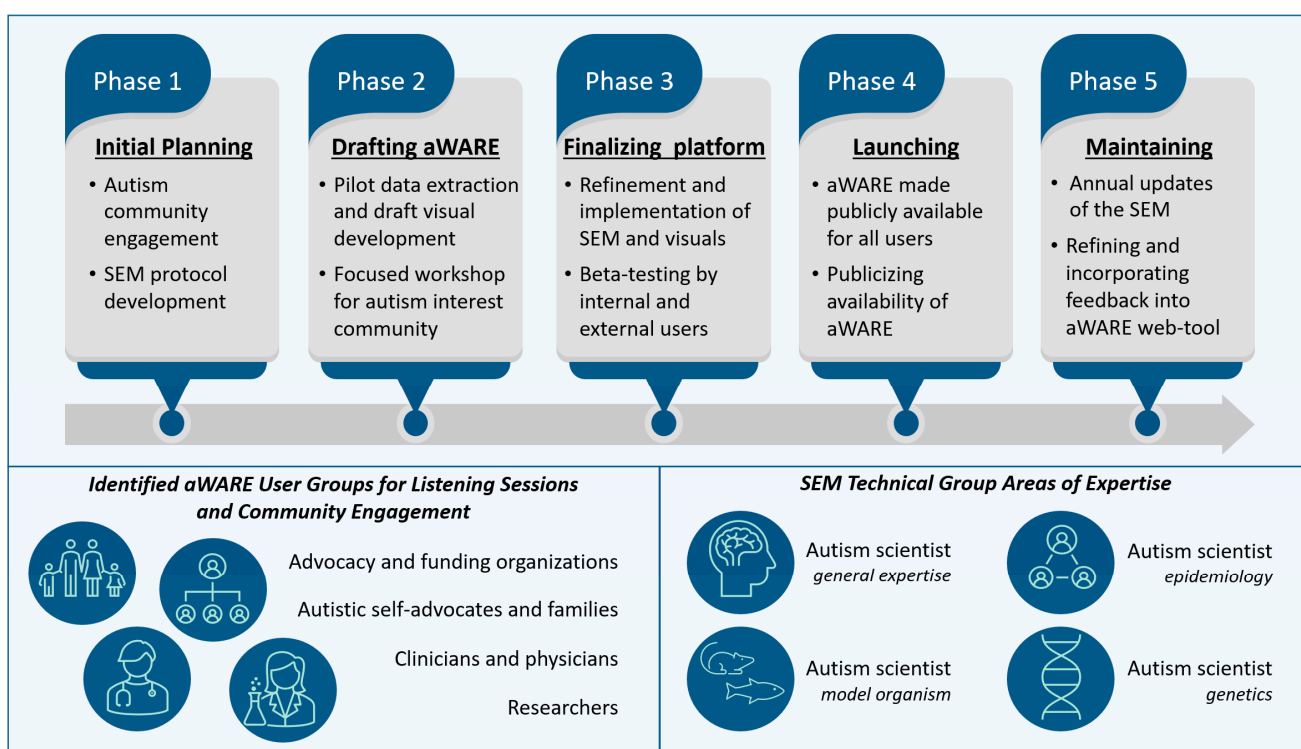 Phase 1
Initial Planning
• Autism
community
engagement
• SEM protocol
development
Phase 2
Drafting aWARE
• Pilot data extraction
and draft visual
development
• Focused workshop
for autism interest
community
Phase 3
Finalizing platform
• Refinement and
implementation of
SEM and visuals
• Beta-testing by
internal and
external users
Phase 4
Launching
• aWARE made
publicly available
for all users
• Publicizing
availability of
aWARE
Phase 5
Maintaining
• Annual updates
of the SEM
• Refining and
incorporating
feedback into
aWARE web-tool
Identified aWARE User Groups for Listening Sessions
and Community Engagement
Advocacy and funding organizations
Autistic self-advocates and families
Clinicians and physicians
Researchers
SEM Technical Group Areas of Expertise
Autism scientist
general expertise
Autism scientist
epidemiology
Autism scientist
model organism
Autism scientist
genetics